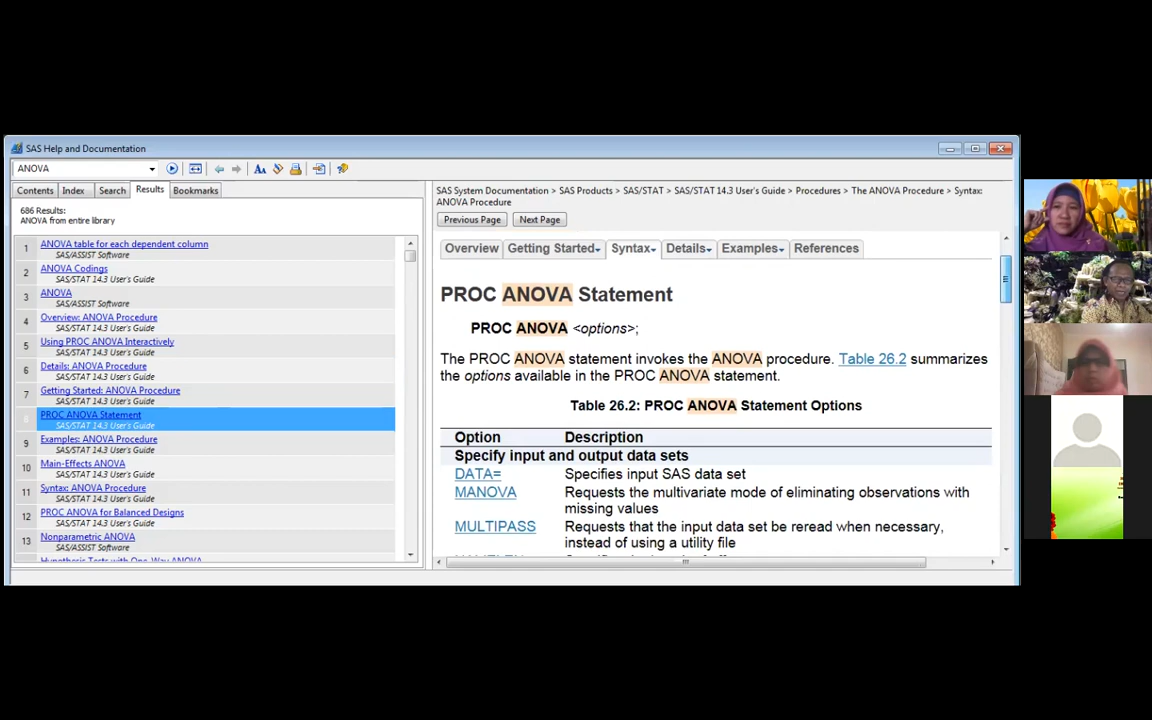 SAS Help and Documentation
ANOVA
Contents Index Search Results Bookmarks
686 Results:
ANOVA from entire library
1 ANOVA table for each dependent column
SAS/ASSIST Software
2 ANOVA Codings
SAS/STAT 14.3 User's Guide
3 ANOVA
SAS/ASSIST Software
4 Overview: ANOVA Procedure
SAS/STAT 14.3 User's Guide
5 Using PROC ANOVA Interactively
SAS/STAT 14.3 User's Guide
6 Details: ANOVA Procedure
SAS/STAT 14.3 User's Guide
7 Getting Started: ANOVA Procedure
SAS/STAT 14.3 User's Guide
8 PROC ANOVA Statement
SAS/STAT 14.3 User's Guide
9 Examples: ANOVA Procedure
SAS/STAT 14.3 User's Guide
10 Main-Effects ANOVA
SAS/STAT 14.3 User's Guide
11 Syntax: ANOVA Procedure
SAS/STAT 14.3 User's Guide
12 PROC ANOVA for Balanced Designs
SAS/STAT 14.3 User's Guide
13 Nonparametric ANOVA
SAS/ASSIST Software
Hypothesis Tests with One-Way ANOVA
SAS System Documentation > SAS Products > SAS/STAT > SAS/STAT 14.3 User's Guide > Procedures > The ANOVA Procedure > Syntax:
ANOVA Procedure
Previous Page Next Page
Overview Getting Started Syntax Details Examples References
PROC ANOVA Statement
PROC ANOVA <options>;
The PROC ANOVA statement invokes the ANOVA procedure. Table 26.2 summarizes
the options available in the PROC ANOVA statement.
Table 26.2: PROC ANOVA Statement Options
Option Description
Specify input and output data sets
DATA= Specifies input SAS data set
MANOVA Requests the multivariate mode of eliminating observations with
missing values
MULTIPASS Requests that the input data set be reread when necessary,
instead of using a utility file